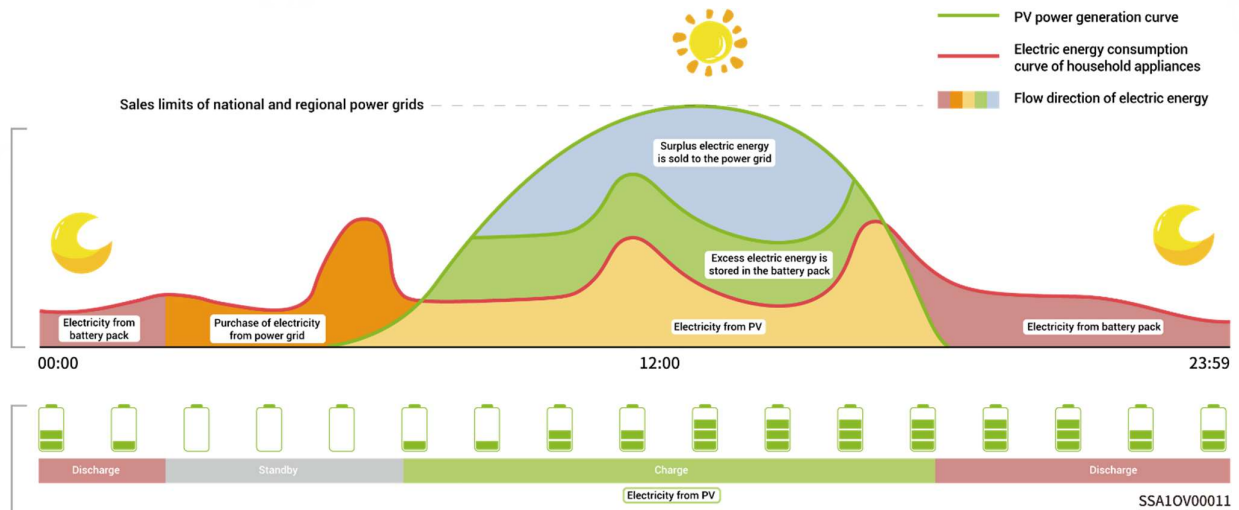 PV power generation curve
Electric energy consumption
curve of household appliances
Flow direction of electric energy
Sales limits of national and regional power grids
Surplus electric energy
is sold to the power grid
Excess electric energy is
stored in the battery pack
Electricity from
battery pack
Purchase of electricity
from power grid
Electricity from PV
Electricity from battery pack
00:00
12:00
23:59
Discharge
Standby
Charge
Discharge
Electricity from PV
SSA1OV00011